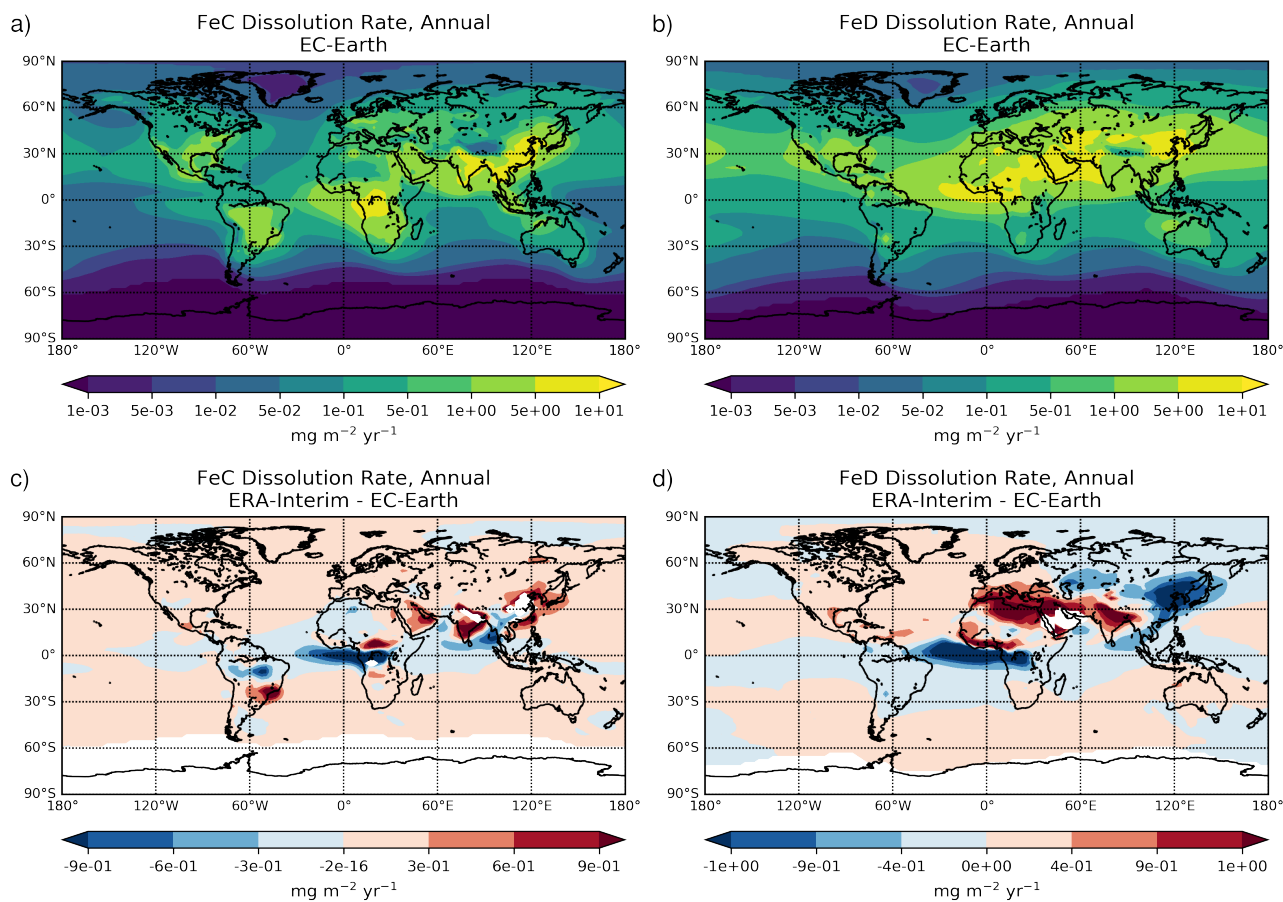 a)
FeC Dissolution Rate, Annual
EC-Earth
90°N
60°N
30°N
0°
30°S
60°S
90°S
180° 120°W 60°W 0° 60°E 120°E 180°
1e-03 5e-03 1e-02 5e-02 1e-01 5e-01 1e+00 5e+00 1e+01
mg m⁻² yr⁻¹
b)
FeD Dissolution Rate, Annual
EC-Earth
90°N
60°N
30°N
0°
30°S
60°S
90°S
180° 120°W 60°W 0° 60°E 120°E 180°
1e-03 5e-03 1e-02 5e-02 1e-01 5e-01 1e+00 5e+00 1e+01
mg m⁻² yr⁻¹
c)
FeC Dissolution Rate, Annual
ERA-Interim - EC-Earth
90°N
60°N
30°N
0°
30°S
60°S
90°S
180° 120°W 60°W 0° 60°E 120°E 180°
-9e-01 -6e-01 -3e-01 -2e-16 3e-01 6e-01 9e-01
mg m⁻² yr⁻¹
d)
FeD Dissolution Rate, Annual
ERA-Interim - EC-Earth
90°N
60°N
30°N
0°
30°S
60°S
90°S
180° 120°W 60°W 0° 60°E 120°E 180°
-1e+00 -9e-01 -4e-01 0e+00 4e-01 9e-01 1e+00
mg m⁻² yr⁻¹